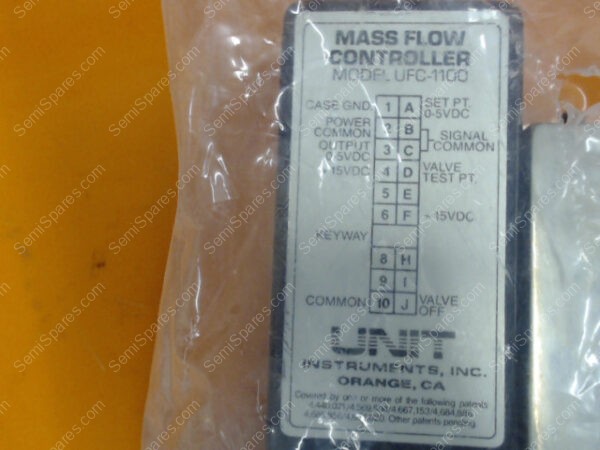 MASS FLOW
CONTROLLER
MODEL UFC-1100
CASE GND 1 A SET PT.
0-5VDC
POWER
COMMON 2 B
SIGNAL
COMMON
OUTPUT
0-5VDC 3 C
15VDC 4 D VALVE
TEST PT.
5 E
6 F - 15VDC
KEYWAY
8 H
9 I
COMMON 10 J VALVE
OFF
UNIT
INSTRUMENTS, INC.
ORANGE, CA
Covered by one or more of the following patents
Other patents pending
SemiSpares.com